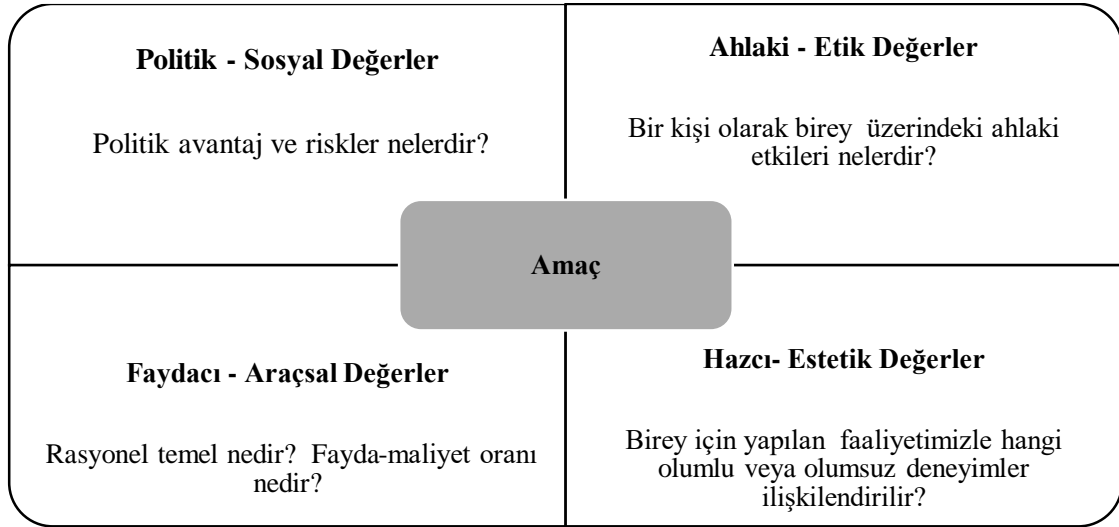 Politik - Sosyal Değerler
Politik avantaj ve riskler nelerdir?
Ahlaki - Etik Değerler
Bir kişi olarak birey üzerindeki ahlaki
etkileri nelerdir?
Amaç
Faydacı - Araçsal Değerler
Rasyonel temel nedir? Fayda-maliyet oranı
nedir?
Hazcı- Estetik Değerler
Birey için yapılan faaliyetimizle hangi
olumlu veya olumsuz deneyimler
ilişkilendirilir?